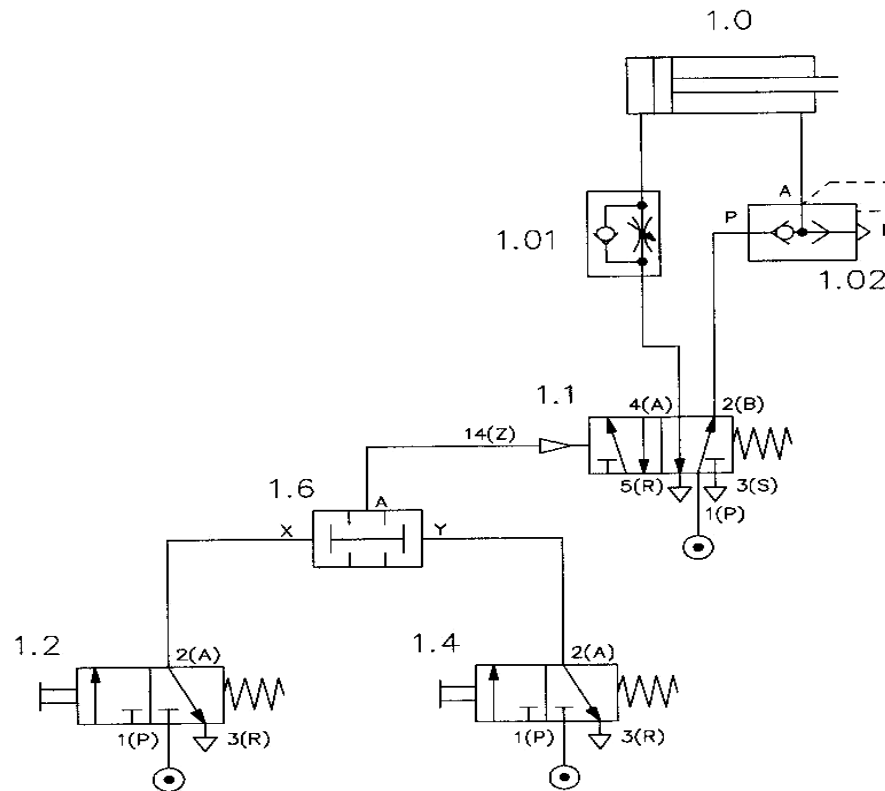 1.0
A
P
1.01
1.02
1.1
4(A)
2(B)
14(Z)
5(R)
3(S)
1(P)
1.6
A
X
Y
1.2
2(A)
1(P)
3(R)
1.4
2(A)
1(P)
3(R)